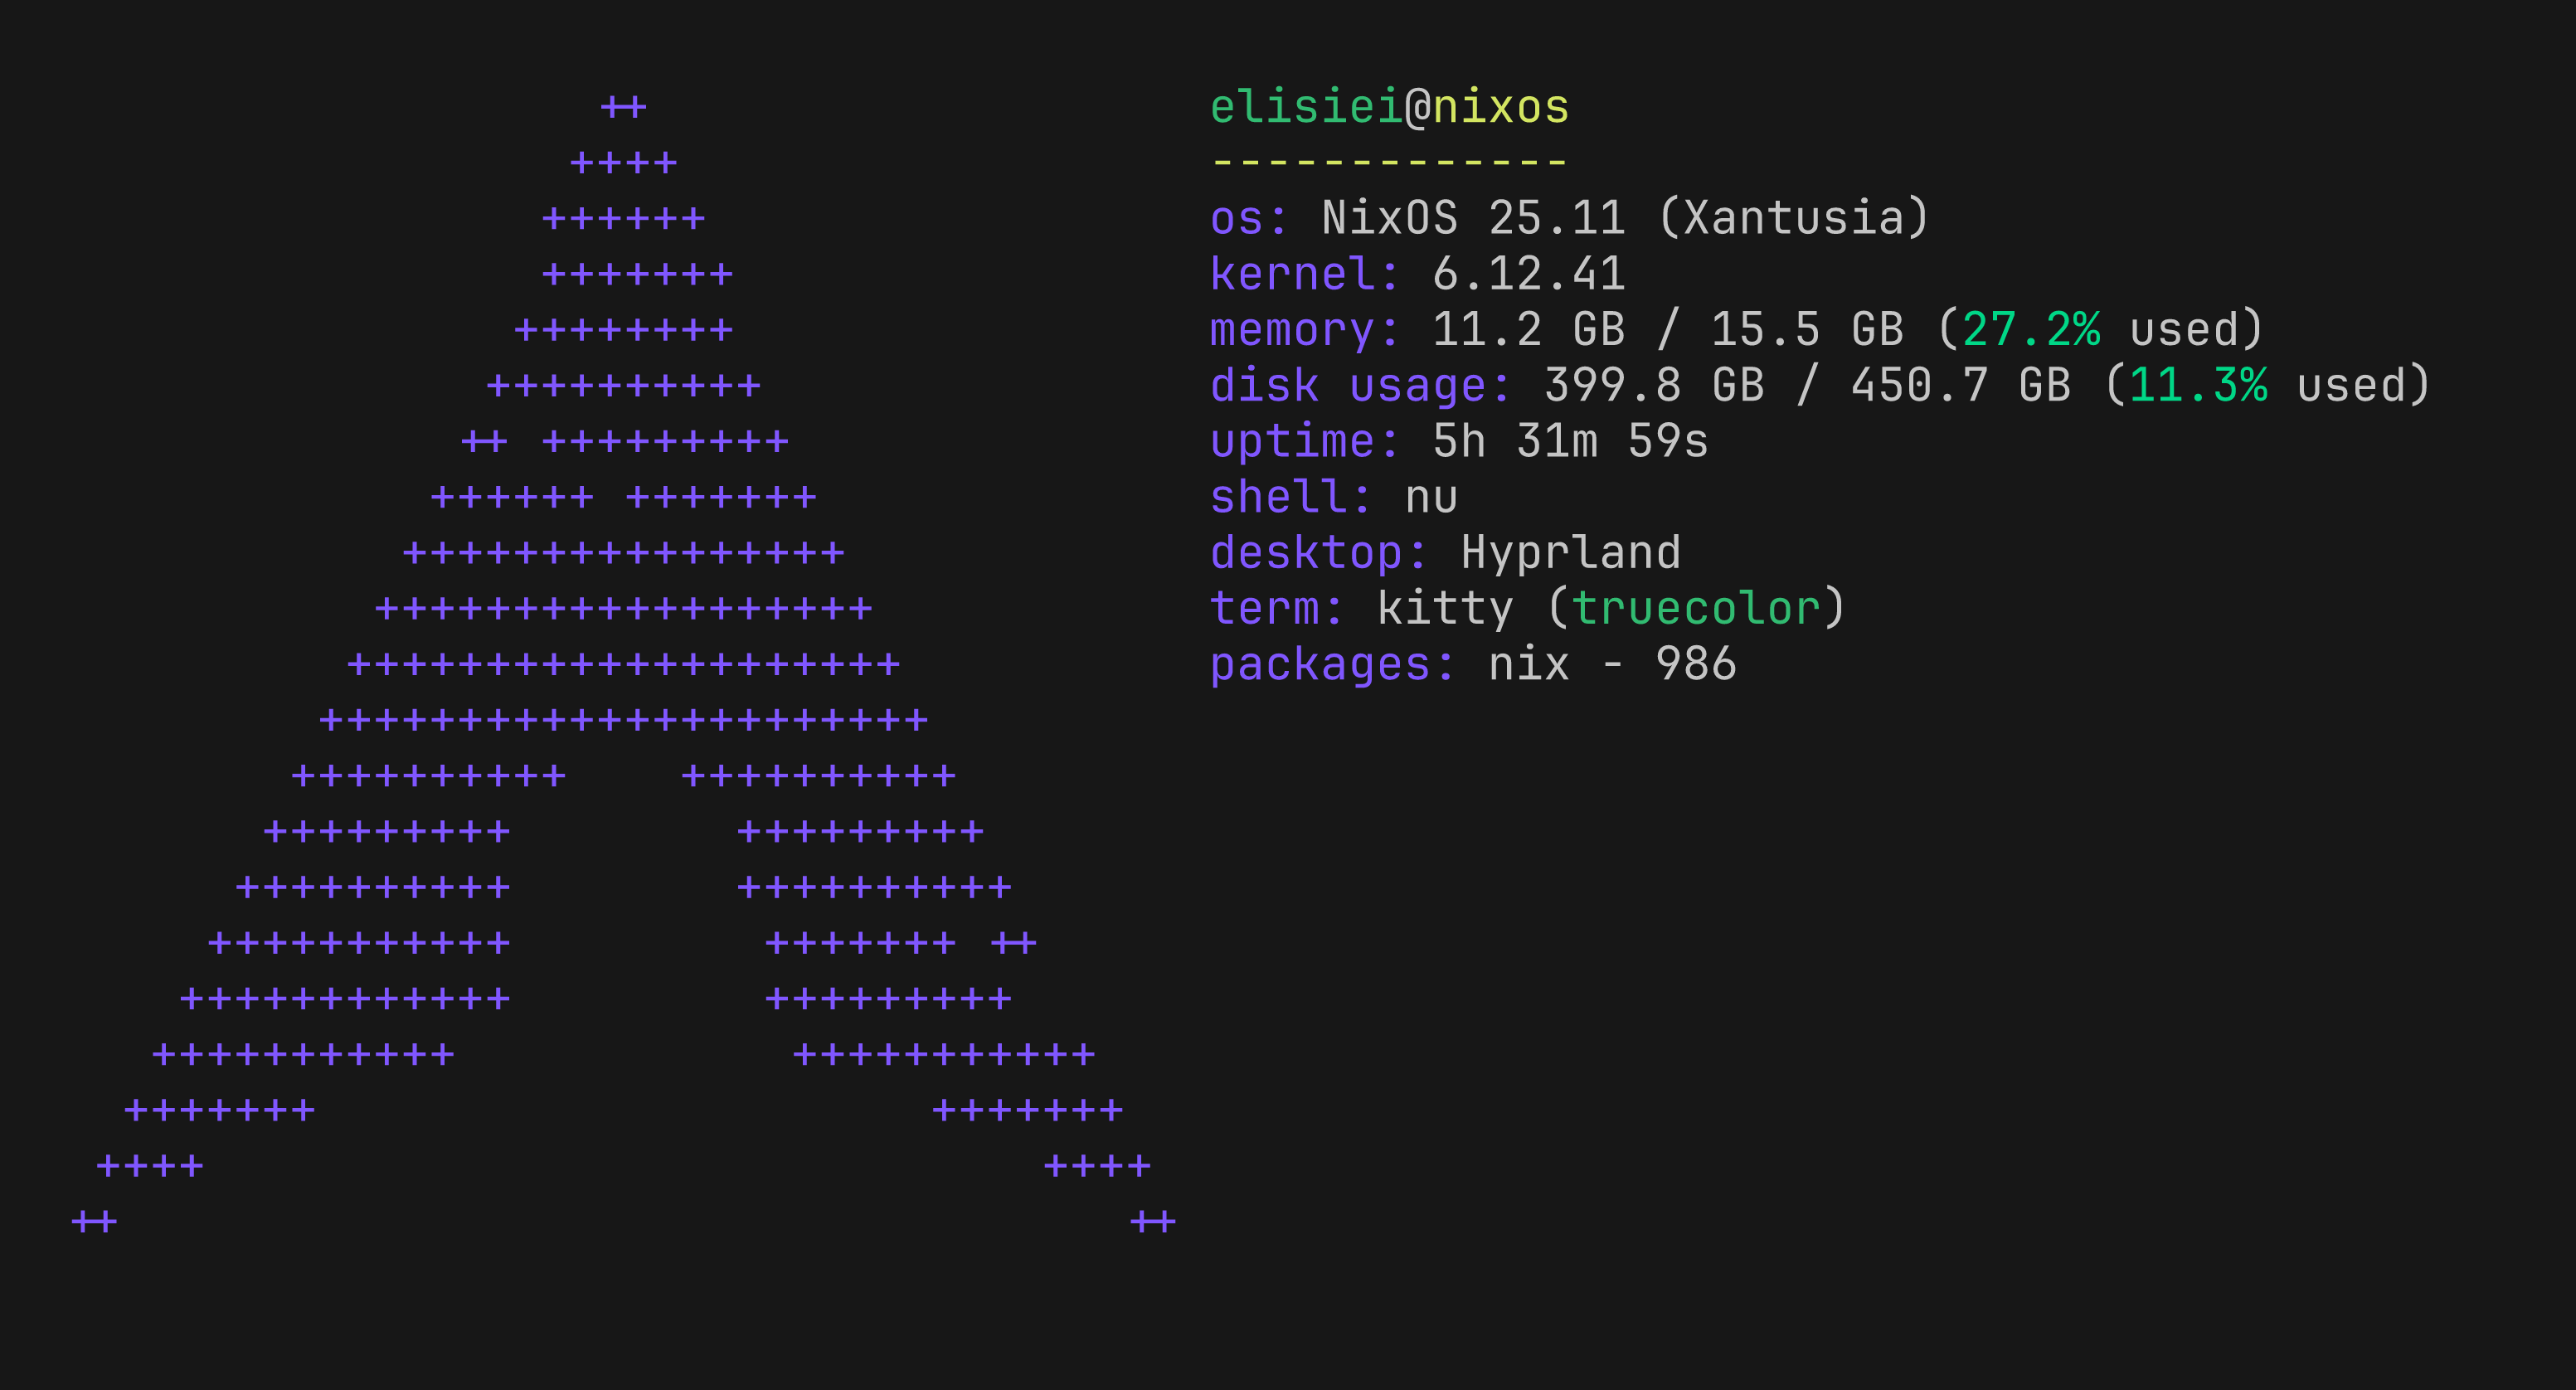 elisiei@nixos
-------------
os: NixOS 25.11 (Xantusia)
kernel: 6.12.41
memory: 11.2 GB / 15.5 GB (27.2% used)
disk usage: 399.8 GB / 450.7 GB (11.3% used)
uptime: 5h 31m 59s
shell: nu
desktop: Hyprland
term: kitty (truecolor)
packages: nix - 986